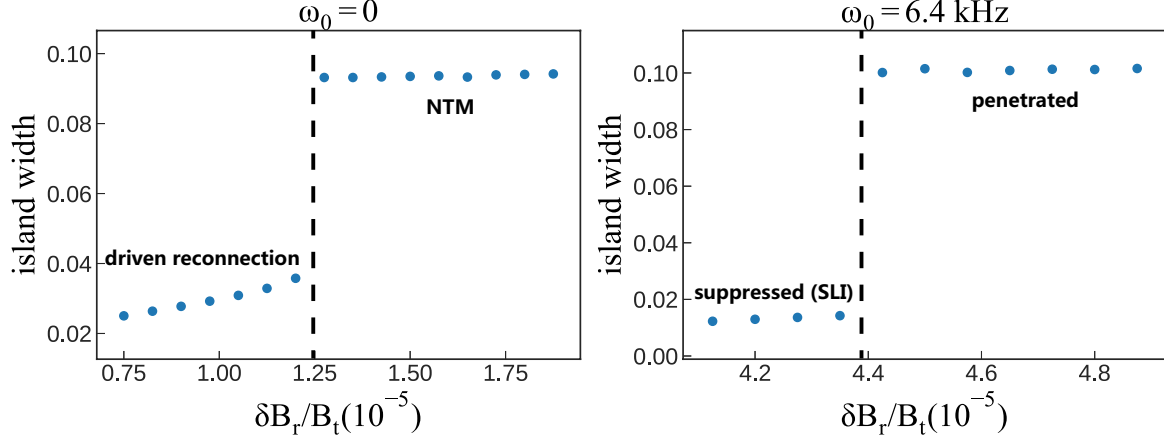 ω₀ = 0
island width
0.10
0.08
0.06
0.04
0.02
NTM
driven reconnection
0.75 1.00 1.25 1.50 1.75
δBᵣ/Bₜ(10⁻⁵)
ω₀ = 6.4 kHz
island width
0.10
0.08
0.06
0.04
0.02
0.00
penetrated
suppressed (SLI)
4.2 4.4 4.6 4.8
δBᵣ/Bₜ(10⁻⁵)